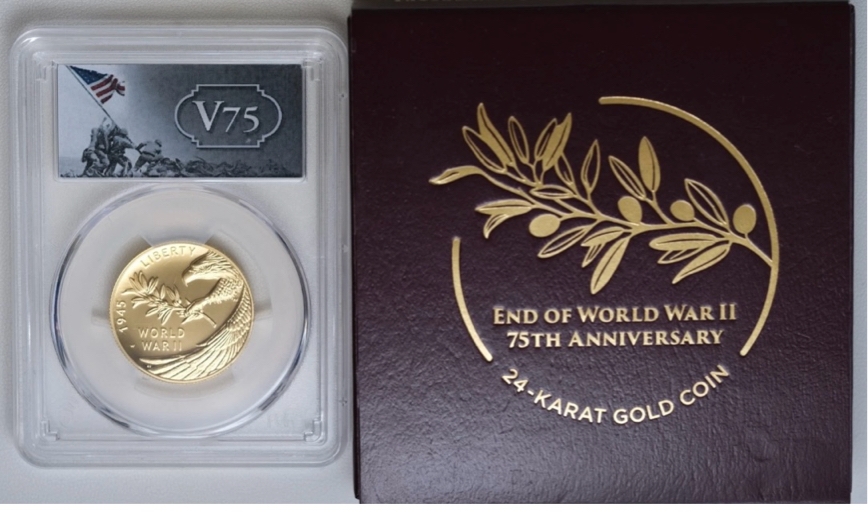 V75
LIBERTY
1945
WORLD
WAR II
END OF WORLD WAR II
75TH ANNIVERSARY
24-KARAT GOLD COIN